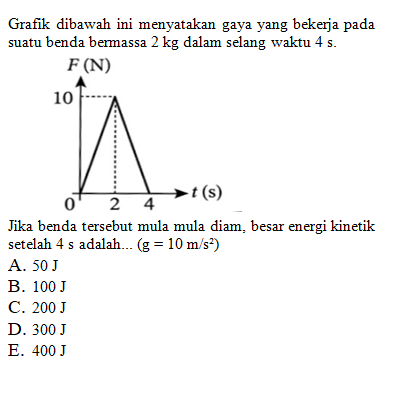 Grafik dibawah ini menyatakan gaya yang bekerja pada
suatu benda bermassa 2 kg dalam selang waktu 4 s.
F (N)
10
t (s)
0 2 4
Jika benda tersebut mula mula diam, besar energi kinetik
setelah 4 s adalah... (g = 10 m/s²)
A. 50 J
B. 100 J
C. 200 J
D. 300 J
E. 400 J